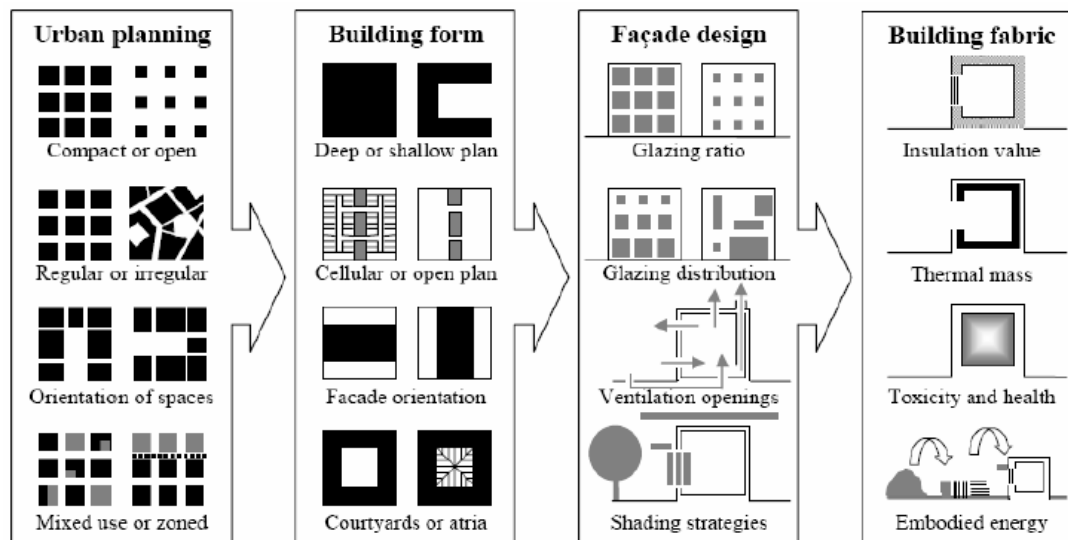 Urban planning
Compact or open
Regular or irregular
Orientation of spaces
Mixed use or zoned
Building form
Deep or shallow plan
Cellular or open plan
Facade orientation
Courtyards or atria
Façade design
Glazing ratio
Glazing distribution
Ventilation openings
Shading strategies
Building fabric
Insulation value
Thermal mass
Toxicity and health
Embodied energy